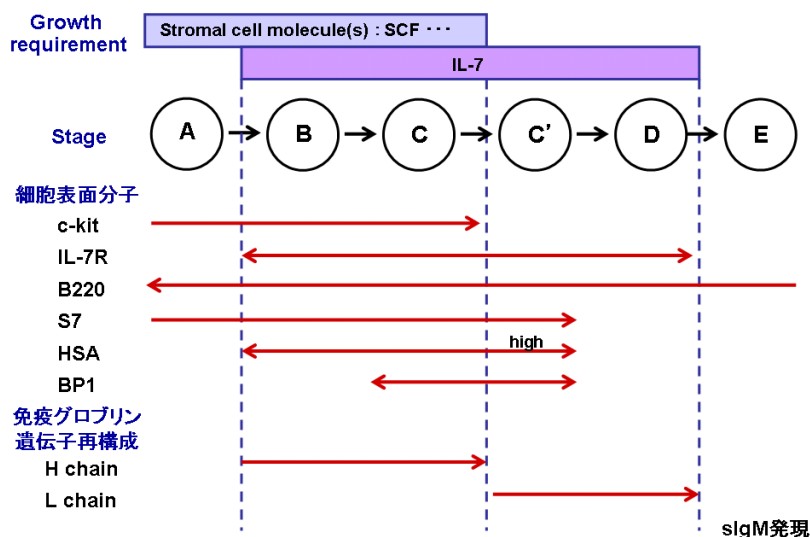 Growth
requirement
Stromal cell molecule(s) : SCF ･･･
IL-7
Stage
A
B
C
C’
D
E
細胞表面分子
c-kit
IL-7R
B220
S7
HSA
high
BP1
免疫グロブリン
遺伝子再構成
H chain
L chain
sIgM発現